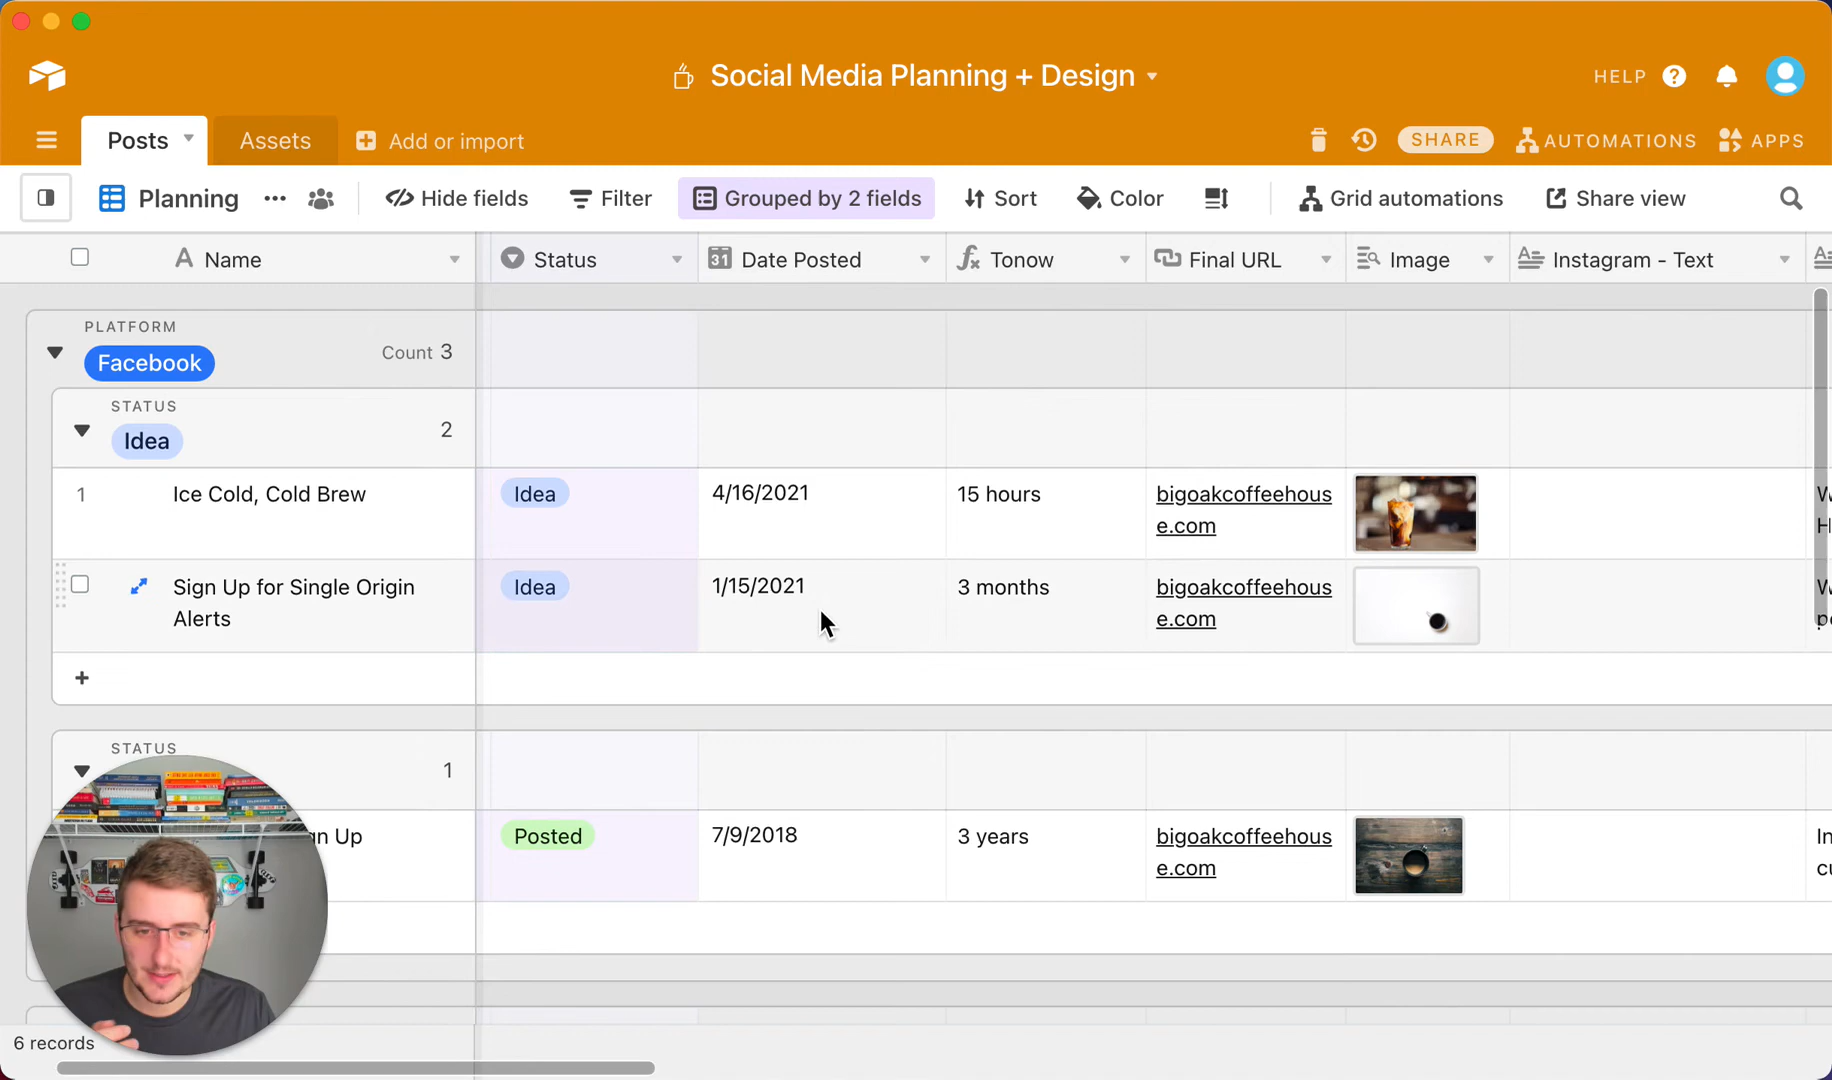 Social Media Planning + Design
HELP
Posts
Assets
Add or import
SHARE
AUTOMATIONS
APPS
Planning
Hide fields
Filter
Grouped by 2 fields
Sort
Color
Grid automations
Share view
Name
Status
31
Date Posted
Tonow
Final URL
Image
Instagram - Text
PLATFORM
Facebook
Count 3
STATUS
Idea
2
1
Ice Cold, Cold Brew
Idea
4/16/2021
15 hours
bigoakcoffeehous
e.com
Sign Up for Single Origin
Alerts
Idea
1/15/2021
3 months
bigoakcoffeehous
e.com
STATUS
1
Up
Posted
7/9/2018
3 years
bigoakcoffeehous
e.com
In
6 records